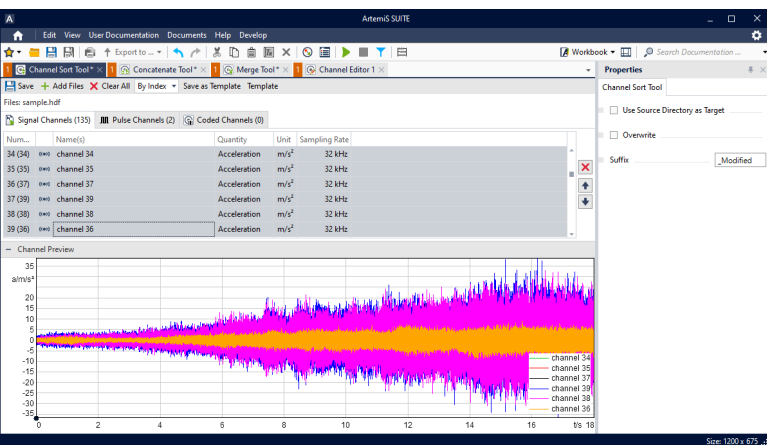 A ArtemiS SUITE
Edit View User Documentation Documents Help Develop
Export to ... Workbook Search Documentation ...
1 Channel Sort Tool* × 1 Concatenate Tool* × 1 Merge Tool* × 1 Channel Editor 1 × Properties
Save Add Files Clear All By Index Save as Template Template Channel Sort Tool
Files: sample.hdf
Use Source Directory as Target
Signal Channels (135) Pulse Channels (2) Coded Channels (0)
Overwrite
Num... Name(s) Quantity Unit Sampling Rate
34 (34) channel 34 Acceleration m/s² 32 kHz
Suffix _Modified
35 (35) channel 35 Acceleration m/s² 32 kHz
36 (37) channel 37 Acceleration m/s² 32 kHz
37 (39) channel 39 Acceleration m/s² 32 kHz
38 (38) channel 38 Acceleration m/s² 32 kHz
39 (36) channel 36 Acceleration m/s² 32 kHz
Channel Preview
35
a/m/s²
20
15
10
5
0
-5
-10
-15
-20
-25
-30
-35
channel 34
channel 35
channel 37
channel 39
channel 38
channel 36
0 2 4 6 8 10 12 14 16 t/s 18
Size: 1200 x 675